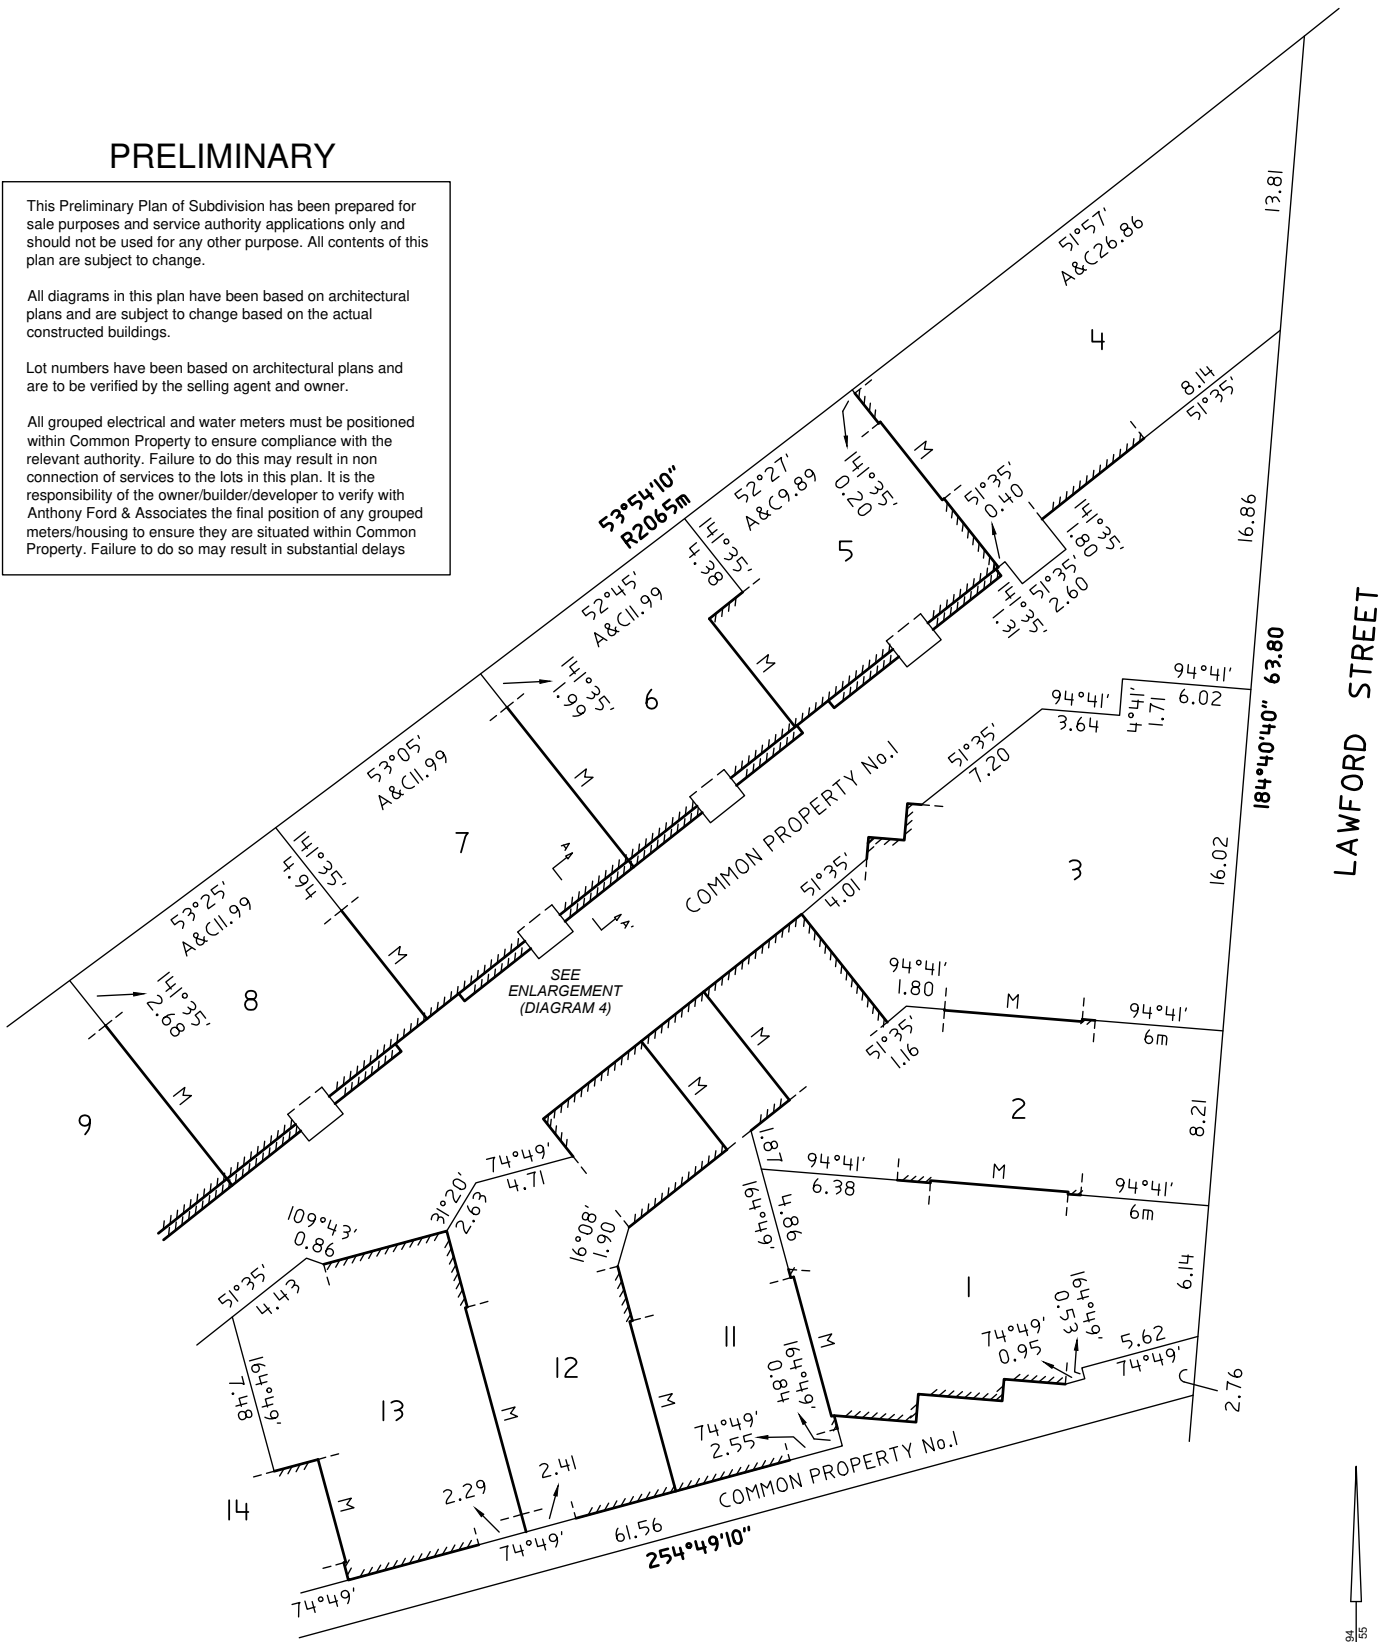 PRELIMINARY
This Preliminary Plan of Subdivision has been prepared for
sale purposes and service authority applications only and
should not be used for any other purpose. All contents of this
plan are subject to change.
All diagrams in this plan have been based on architectural
plans and are subject to change based on the actual
constructed buildings.
Lot numbers have been based on architectural plans and
are to be verified by the selling agent and owner.
All grouped electrical and water meters must be positioned
within Common Property to ensure compliance with the
relevant authority. Failure to do this may result in non
connection of services to the lots in this plan. It is the
responsibility of the owner/builder/developer to verify with
Anthony Ford & Associates the final position of any grouped
meters/housing to ensure they are situated within Common
Property. Failure to do so may result in substantial delays
13.81
51°57'
A&C26.86
4
8.14
51°35'
M
141°35'
0.20
52°27'
A&C9.89
53°54'10"
R2065m
51°35'
0.40
141°35'
1.80
16.86
141°35'
4.38
5
51°35'
2.60
141°35'
1.31
52°45'
A&C11.99
M
LAWFORD STREET
184°40'40" 63.80
141°35'
1.99
6
94°41'
6.02
94°41'
3.64
4°41'
1.71
53°05'
A&C11.99
M
51°35'
7.20
COMMON PROPERTY No.1
7
A
A'
141°35'
4.94
16.02
3
51°35'
4.01
53°25'
A&C11.99
M
SEE
ENLARGEMENT
(DIAGRAM 4)
94°41'
1.80
M
94°41'
6m
141°35'
2.68
8
51°35'
1.16
M
M
M
9
2
8.21
1.87
94°41'
6.38
M
94°41'
6m
74°49'
4.71
31°20'
2.63
164°49'
4.86
109°43'
0.86
16°08'
1.90
51°35'
4.43
6.14
1
164°49'
0.53
74°49'
0.95
5.62
74°49'
11
M
12
164°49'
0.84
2.76
164°49'
7.48
13
M
M
74°49'
2.55
COMMON PROPERTY No.1
2.41
2.29
14
M
61.56
74°49'
254°49'10"
74°49'
94
55